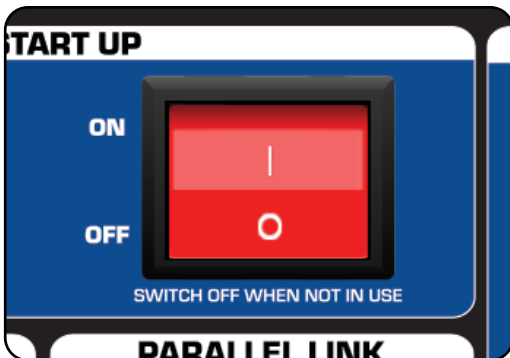 START UP
ON
I
OFF
O
SWITCH OFF WHEN NOT IN USE
PARALLEL LINK